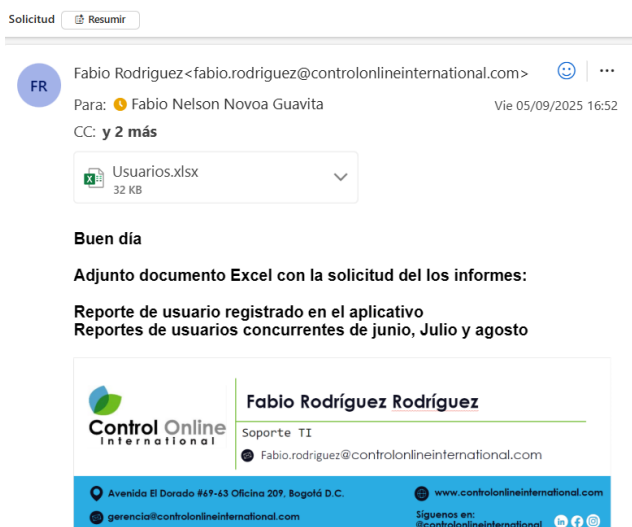 Solicitud Resumir
FR
Fabio Rodriguez<fabio.rodriguez@controlonlineinternational.com>
Para: Fabio Nelson Novoa Guavita
Vie 05/09/2025 16:52
CC: y 2 más
Usuarios.xlsx
32 KB
Buen día
Adjunto documento Excel con la solicitud del los informes:
Reporte de usuario registrado en el aplicativo
Reportes de usuarios concurrentes de junio, Julio y agosto
Control Online
International
Fabio Rodríguez Rodríguez
Soporte TI
Fabio.rodriguez@controlonlineinternational.com
Avenida El Dorado #69-63 Oficina 209, Bogotá D.C.
www.controlonlineinternational.com
gerencia@controlonlineinternational.com
Síguenos en:
@controlonlineinternational